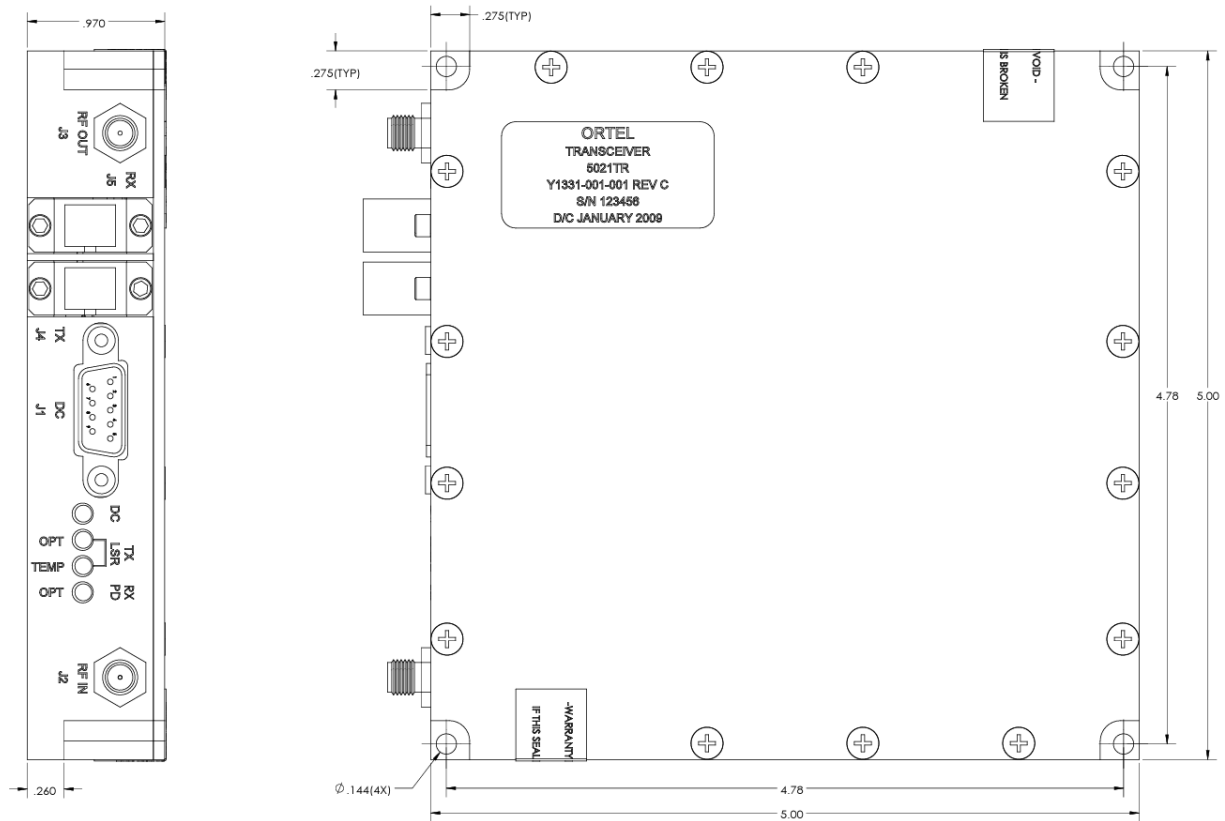 .970
.275(TYP)
.275(TYP)
RF OUT
J3
RX
J5
TX
J4
DC
J1
DC
OPT
TX
LSR
TEMP
OPT
RX
PD
RF IN
J2
.260
ORTEL
TRANSCEIVER
5021TR
Y1331-001-001 REV C
S/N 123456
D/C JANUARY 2009
VOID -
IS BROKEN
4.78
5.00
-WARRANTY
IF THIS SEAL
Ø .144(4X)
4.78
5.00